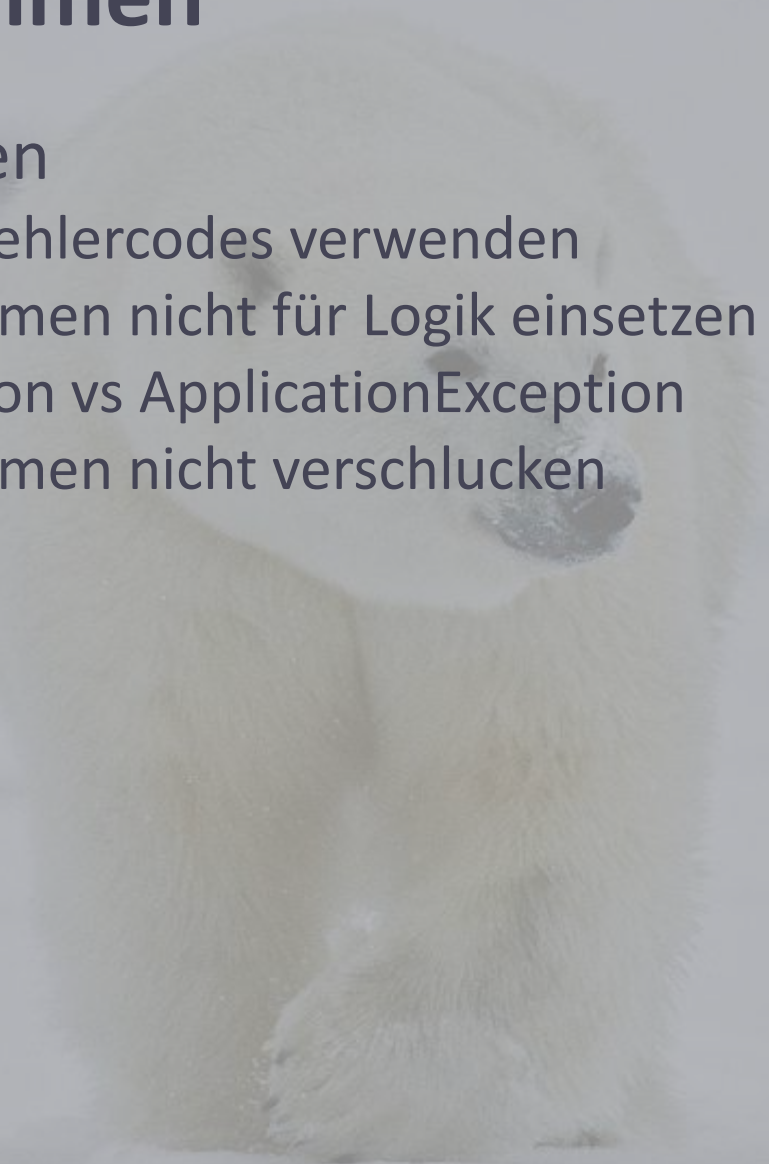 hmen
en
ehlercodes verwenden
men nicht für Logik einsetzen
on vs ApplicationException
men nicht verschlucken